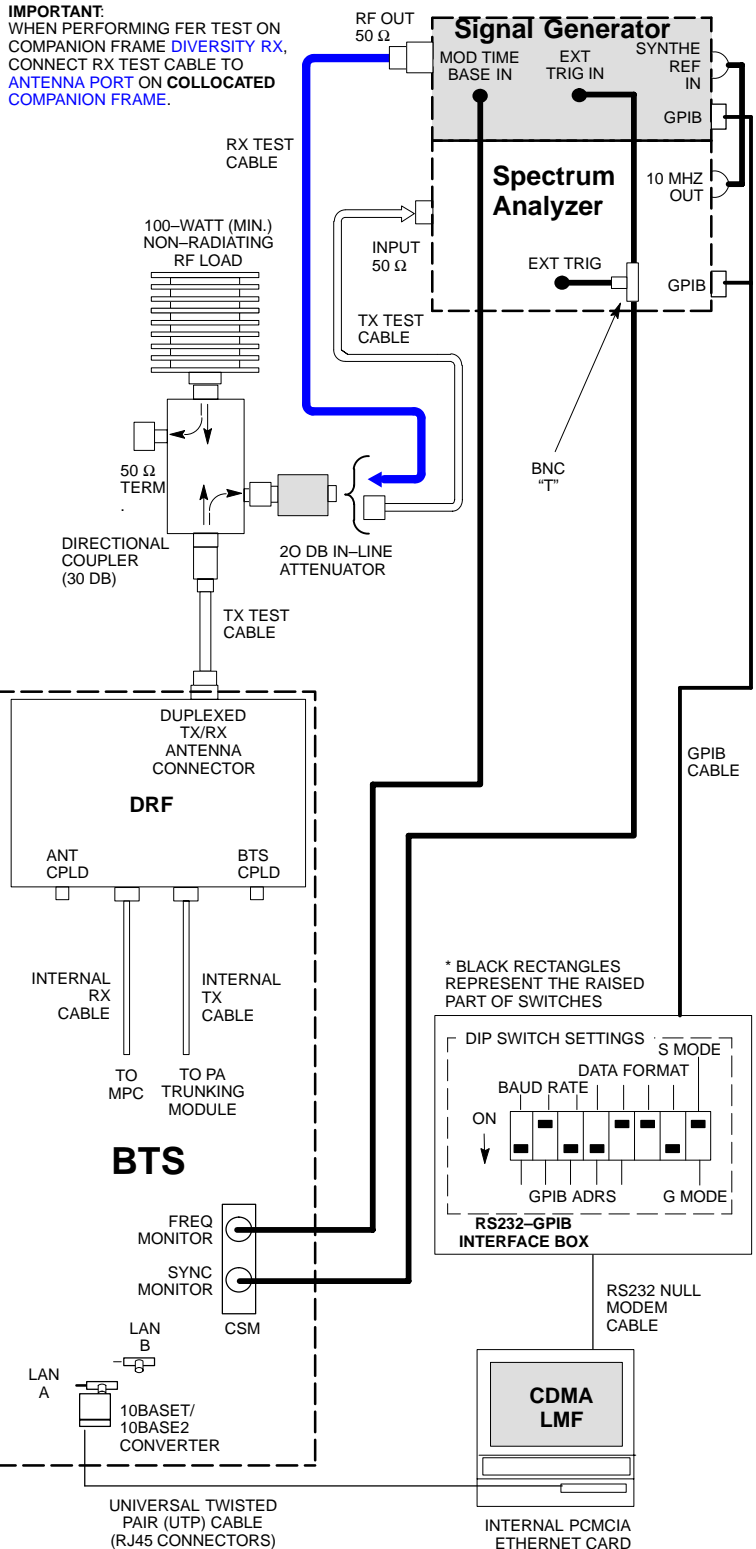 IMPORTANT:
WHEN PERFORMING FER TEST ON
COMPANION FRAME DIVERSITY RX,
CONNECT RX TEST CABLE TO
ANTENNA PORT ON COLLOCATED
COMPANION FRAME.
RF OUT
50 Ω
Signal Generator
MOD TIME
BASE IN
EXT
TRIG IN
SYNTHE
REF
IN
GPIB
RX TEST
CABLE
Spectrum
Analyzer
10 MHZ
OUT
100–WATT (MIN.)
NON–RADIATING
RF LOAD
INPUT
50 Ω
EXT TRIG
GPIB
TX TEST
CABLE
BNC
“T”
50 Ω
TERM
.
DIRECTIONAL
COUPLER
(30 DB)
2O DB IN–LINE
ATTENUATOR
TX TEST
CABLE
DUPLEXED
TX/RX
ANTENNA
CONNECTOR
DRF
GPIB
CABLE
ANT
CPLD
BTS
CPLD
INTERNAL
RX
CABLE
INTERNAL
TX
CABLE
TO
MPC
TO PA
TRUNKING
MODULE
* BLACK RECTANGLES
REPRESENT THE RAISED
PART OF SWITCHES
DIP SWITCH SETTINGS
S MODE
DATA FORMAT
BAUD RATE
ON
GPIB ADRS
G MODE
RS232–GPIB
INTERFACE BOX
BTS
FREQ
MONITOR
SYNC
MONITOR
CSM
RS232 NULL
MODEM
CABLE
LAN
B
LAN
A
10BASET/
10BASE2
CONVERTER
CDMA
LMF
UNIVERSAL TWISTED
PAIR (UTP) CABLE
(RJ45 CONNECTORS)
INTERNAL PCMCIA
ETHERNET CARD